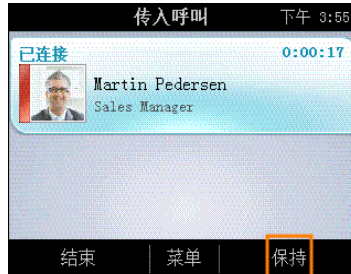 传入呼叫 下午 3:55
已连接 0:00:17
Martin Pedersen
Sales Manager
结束 菜单 保持